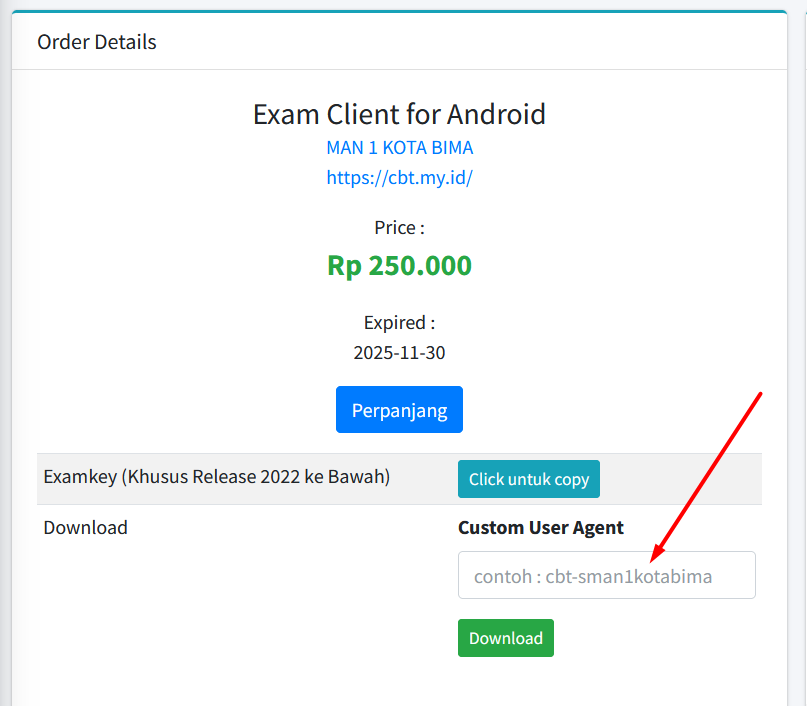 Order Details
Exam Client for Android
MAN 1 KOTA BIMA
https://cbt.my.id/
Price :
Rp 250.000
Expired :
2025-11-30
Perpanjang
Examkey (Khusus Release 2022 ke Bawah)
Click untuk copy
Download
Custom User Agent
contoh : cbt-sman1kotabima
Download